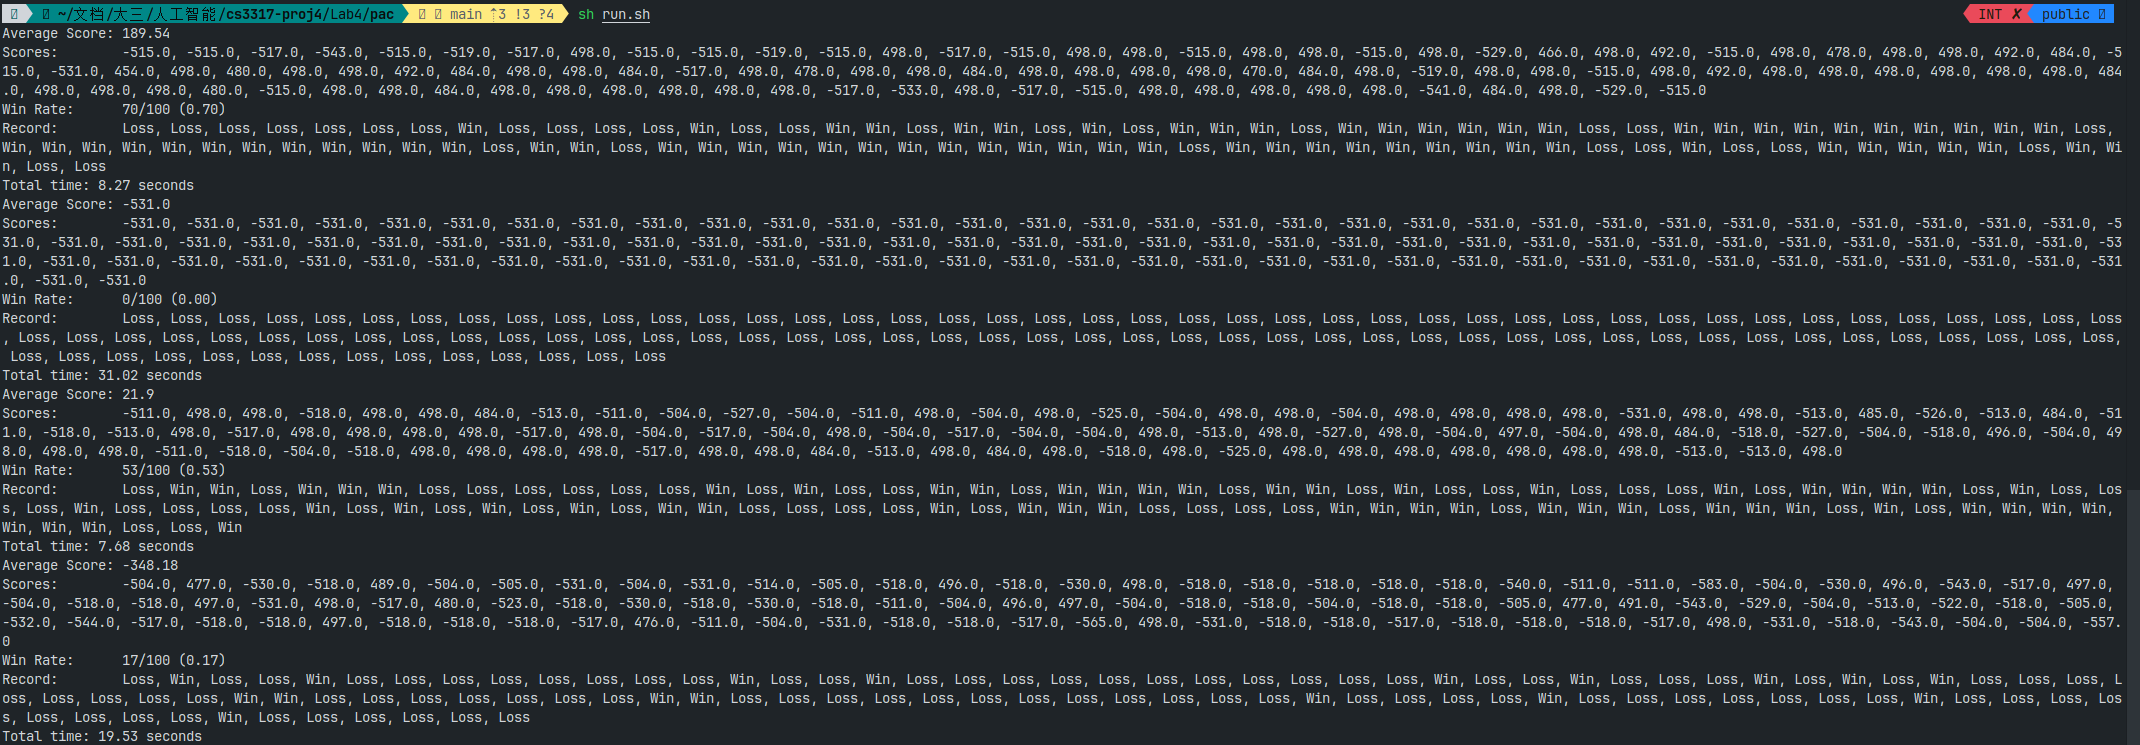 ~/文档/大三/人工智能/cs3317-proj4/Lab4/pac main ⇡3 !3 ?4 sh run.sh INT ✘ public
Average Score: 189.54
Scores: -515.0, -515.0, -517.0, -543.0, -515.0, -519.0, -517.0, 498.0, -515.0, -515.0, -519.0, -515.0, 498.0, -517.0, -515.0, 498.0, 498.0, -515.0, 498.0, 498.0, -515.0, 498.0, -529.0, 466.0, 498.0, 492.0, -515.0, 498.0, 478.0, 498.0, 498.0, 492.0, 484.0, -5
15.0, -531.0, 454.0, 498.0, 480.0, 498.0, 498.0, 492.0, 484.0, 498.0, 498.0, 484.0, -517.0, 498.0, 478.0, 498.0, 498.0, 484.0, 498.0, 498.0, 498.0, 498.0, 498.0, 470.0, 484.0, 498.0, -519.0, 498.0, 498.0, -515.0, 498.0, 492.0, 498.0, 498.0, 498.0, 498.0, 498.0, 498.0, 484
.0, 498.0, 498.0, 498.0, 480.0, -515.0, 498.0, 498.0, 484.0, 498.0, 498.0, 498.0, 498.0, 498.0, -517.0, -533.0, 498.0, -517.0, -515.0, 498.0, 498.0, 498.0, 498.0, 498.0, -541.0, 484.0, 498.0, -529.0, -515.0
Win Rate: 70/100 (0.70)
Record: Loss, Loss, Loss, Loss, Loss, Loss, Loss, Win, Loss, Loss, Loss, Loss, Win, Loss, Loss, Win, Win, Loss, Win, Win, Loss, Win, Loss, Win, Win, Win, Loss, Win, Win, Win, Win, Win, Win, Loss, Loss, Win, Win, Win, Win, Win, Win, Win, Win, Win, Win, Loss,
Win, Win, Win, Win, Win, Win, Win, Win, Win, Win, Win, Win, Loss, Win, Win, Loss, Win, Win, Win, Win, Win, Win, Win, Win, Win, Win, Win, Win, Win, Loss, Win, Win, Win, Win, Win, Win, Win, Win, Win, Loss, Loss, Win, Loss, Loss, Win, Win, Win, Win, Win, Loss, Win, Wi
n, Loss, Loss
Total time: 8.27 seconds
Average Score: -531.0
Scores: -531.0, -531.0, -531.0, -531.0, -531.0, -531.0, -531.0, -531.0, -531.0, -531.0, -531.0, -531.0, -531.0, -531.0, -531.0, -531.0, -531.0, -531.0, -531.0, -531.0, -531.0, -531.0, -531.0, -531.0, -531.0, -531.0, -531.0, -531.0, -531.0, -531.0, -531.0, -5
31.0, -531.0, -531.0, -531.0, -531.0, -531.0, -531.0, -531.0, -531.0, -531.0, -531.0, -531.0, -531.0, -531.0, -531.0, -531.0, -531.0, -531.0, -531.0, -531.0, -531.0, -531.0, -531.0, -531.0, -531.0, -531.0, -531.0, -531.0, -531.0, -531.0, -531.0, -531.0, -531.0, -53
1.0, -531.0, -531.0, -531.0, -531.0, -531.0, -531.0, -531.0, -531.0, -531.0, -531.0, -531.0, -531.0, -531.0, -531.0, -531.0, -531.0, -531.0, -531.0, -531.0, -531.0, -531.0, -531.0, -531.0, -531.0, -531.0, -531.0, -531.0, -531.0, -531.0, -531.0, -531.0, -531.0, -531
.0, -531.0, -531.0
Win Rate: 0/100 (0.00)
Record: Loss, Loss, Loss, Loss, Loss, Loss, Loss, Loss, Loss, Loss, Loss, Loss, Loss, Loss, Loss, Loss, Loss, Loss, Loss, Loss, Loss, Loss, Loss, Loss, Loss, Loss, Loss, Loss, Loss, Loss, Loss, Loss, Loss, Loss, Loss, Loss, Loss, Loss, Loss, Loss, Loss, Loss
, Loss, Loss, Loss, Loss, Loss, Loss, Loss, Loss, Loss, Loss, Loss, Loss, Loss, Loss, Loss, Loss, Loss, Loss, Loss, Loss, Loss, Loss, Loss, Loss, Loss, Loss, Loss, Loss, Loss, Loss, Loss, Loss, Loss, Loss, Loss, Loss, Loss, Loss, Loss, Loss, Loss, Loss, Loss, Loss,
Loss, Loss, Loss, Loss, Loss, Loss, Loss, Loss, Loss, Loss, Loss, Loss, Loss, Loss
Total time: 31.02 seconds
Average Score: 21.9
Scores: -511.0, 498.0, 498.0, -518.0, 498.0, 498.0, 484.0, -513.0, -511.0, -504.0, -527.0, -504.0, -511.0, 498.0, -504.0, 498.0, -525.0, -504.0, 498.0, 498.0, -504.0, 498.0, 498.0, 498.0, 498.0, -531.0, 498.0, 498.0, -513.0, 485.0, -526.0, -513.0, 484.0, -51
1.0, -518.0, -513.0, 498.0, -517.0, 498.0, 498.0, 498.0, 498.0, -517.0, 498.0, -504.0, -517.0, -504.0, 498.0, -504.0, -517.0, -504.0, -504.0, 498.0, -513.0, 498.0, -527.0, 498.0, -504.0, 497.0, -504.0, 498.0, 484.0, -518.0, -527.0, -504.0, -518.0, 496.0, -504.0, 49
8.0, 498.0, 498.0, -511.0, -518.0, -504.0, -518.0, 498.0, 498.0, 498.0, 498.0, -517.0, 498.0, 498.0, 484.0, -513.0, 498.0, 484.0, 498.0, -518.0, 498.0, -525.0, 498.0, 498.0, 498.0, 498.0, 498.0, 498.0, 498.0, -513.0, -513.0, 498.0
Win Rate: 53/100 (0.53)
Record: Loss, Win, Win, Loss, Win, Win, Win, Loss, Loss, Loss, Loss, Loss, Loss, Win, Loss, Win, Loss, Loss, Win, Win, Loss, Win, Win, Win, Win, Loss, Win, Win, Loss, Win, Loss, Loss, Win, Loss, Loss, Loss, Win, Loss, Win, Win, Win, Win, Loss, Win, Loss, Los
s, Loss, Win, Loss, Loss, Loss, Loss, Win, Loss, Win, Loss, Win, Loss, Win, Loss, Win, Win, Loss, Loss, Loss, Loss, Win, Loss, Win, Win, Win, Loss, Loss, Loss, Loss, Win, Win, Win, Win, Loss, Win, Win, Win, Loss, Win, Win, Win, Loss, Win, Loss, Win, Win, Win, Win,
Win, Win, Win, Loss, Loss, Win
Total time: 7.68 seconds
Average Score: -348.18
Scores: -504.0, 477.0, -530.0, -518.0, 489.0, -504.0, -505.0, -531.0, -504.0, -531.0, -514.0, -505.0, -518.0, 496.0, -518.0, -530.0, 498.0, -518.0, -518.0, -518.0, -518.0, -518.0, -540.0, -511.0, -511.0, -583.0, -504.0, -530.0, 496.0, -543.0, -517.0, 497.0,
-504.0, -518.0, -518.0, 497.0, -531.0, 498.0, -517.0, 480.0, -523.0, -518.0, -530.0, -518.0, -530.0, -518.0, -511.0, -504.0, 496.0, 497.0, -504.0, -518.0, -518.0, -504.0, -518.0, -518.0, -505.0, 477.0, 491.0, -543.0, -529.0, -504.0, -513.0, -522.0, -518.0, -505.0,
-532.0, -544.0, -517.0, -518.0, -518.0, 497.0, -518.0, -518.0, -518.0, -517.0, 476.0, -511.0, -504.0, -531.0, -518.0, -518.0, -517.0, -565.0, 498.0, -531.0, -518.0, -518.0, -517.0, -518.0, -518.0, -518.0, -517.0, 498.0, -531.0, -518.0, -543.0, -504.0, -504.0, -557.
0
Win Rate: 17/100 (0.17)
Record: Loss, Win, Loss, Loss, Win, Loss, Loss, Loss, Loss, Loss, Loss, Loss, Loss, Win, Loss, Loss, Win, Loss, Loss, Loss, Loss, Loss, Loss, Loss, Loss, Loss, Loss, Loss, Win, Loss, Loss, Win, Loss, Loss, Loss, Win, Loss, Win, Loss, Win, Loss, Loss, Loss, L
oss, Loss, Loss, Loss, Loss, Win, Win, Loss, Loss, Loss, Loss, Loss, Loss, Loss, Win, Win, Loss, Loss, Loss, Loss, Loss, Loss, Loss, Loss, Loss, Loss, Loss, Loss, Win, Loss, Loss, Loss, Loss, Win, Loss, Loss, Loss, Loss, Loss, Loss, Loss, Win, Loss, Loss, Loss, Los
s, Loss, Loss, Loss, Loss, Win, Loss, Loss, Loss, Loss, Loss, Loss
Total time: 19.53 seconds